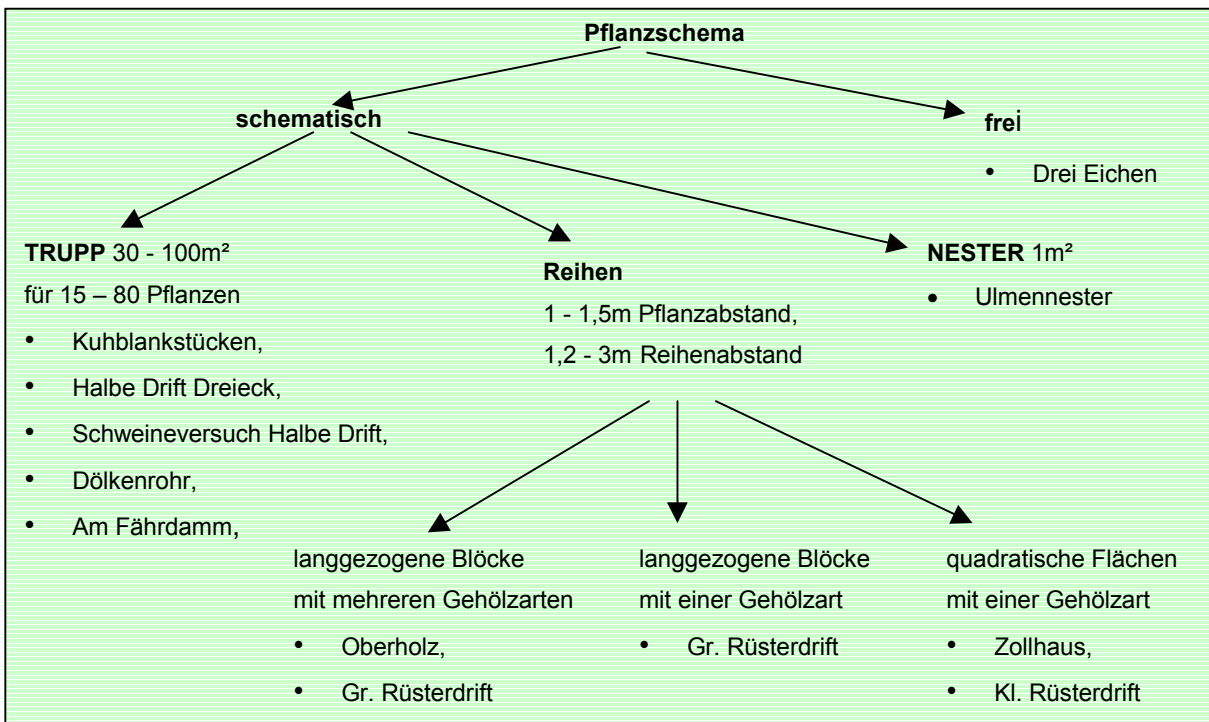 Pflanzschema
schematisch
frei
• Drei Eichen
TRUPP 30 - 100m²
für 15 – 80 Pflanzen
• Kuhblankstücken,
• Halbe Drift Dreieck,
• Schweineversuch Halbe Drift,
• Dölkenrohr,
• Am Fährdamm,
Reihen
1 - 1,5m Pflanzabstand,
1,2 - 3m Reihenabstand
NESTER 1m²
• Ulmennester
langgezogene Blöcke
mit mehreren Gehölzarten
• Oberholz,
• Gr. Rüsterdrift
langgezogene Blöcke
mit einer Gehölzart
• Gr. Rüsterdrift
quadratische Flächen
mit einer Gehölzart
• Zollhaus,
• Kl. Rüsterdrift